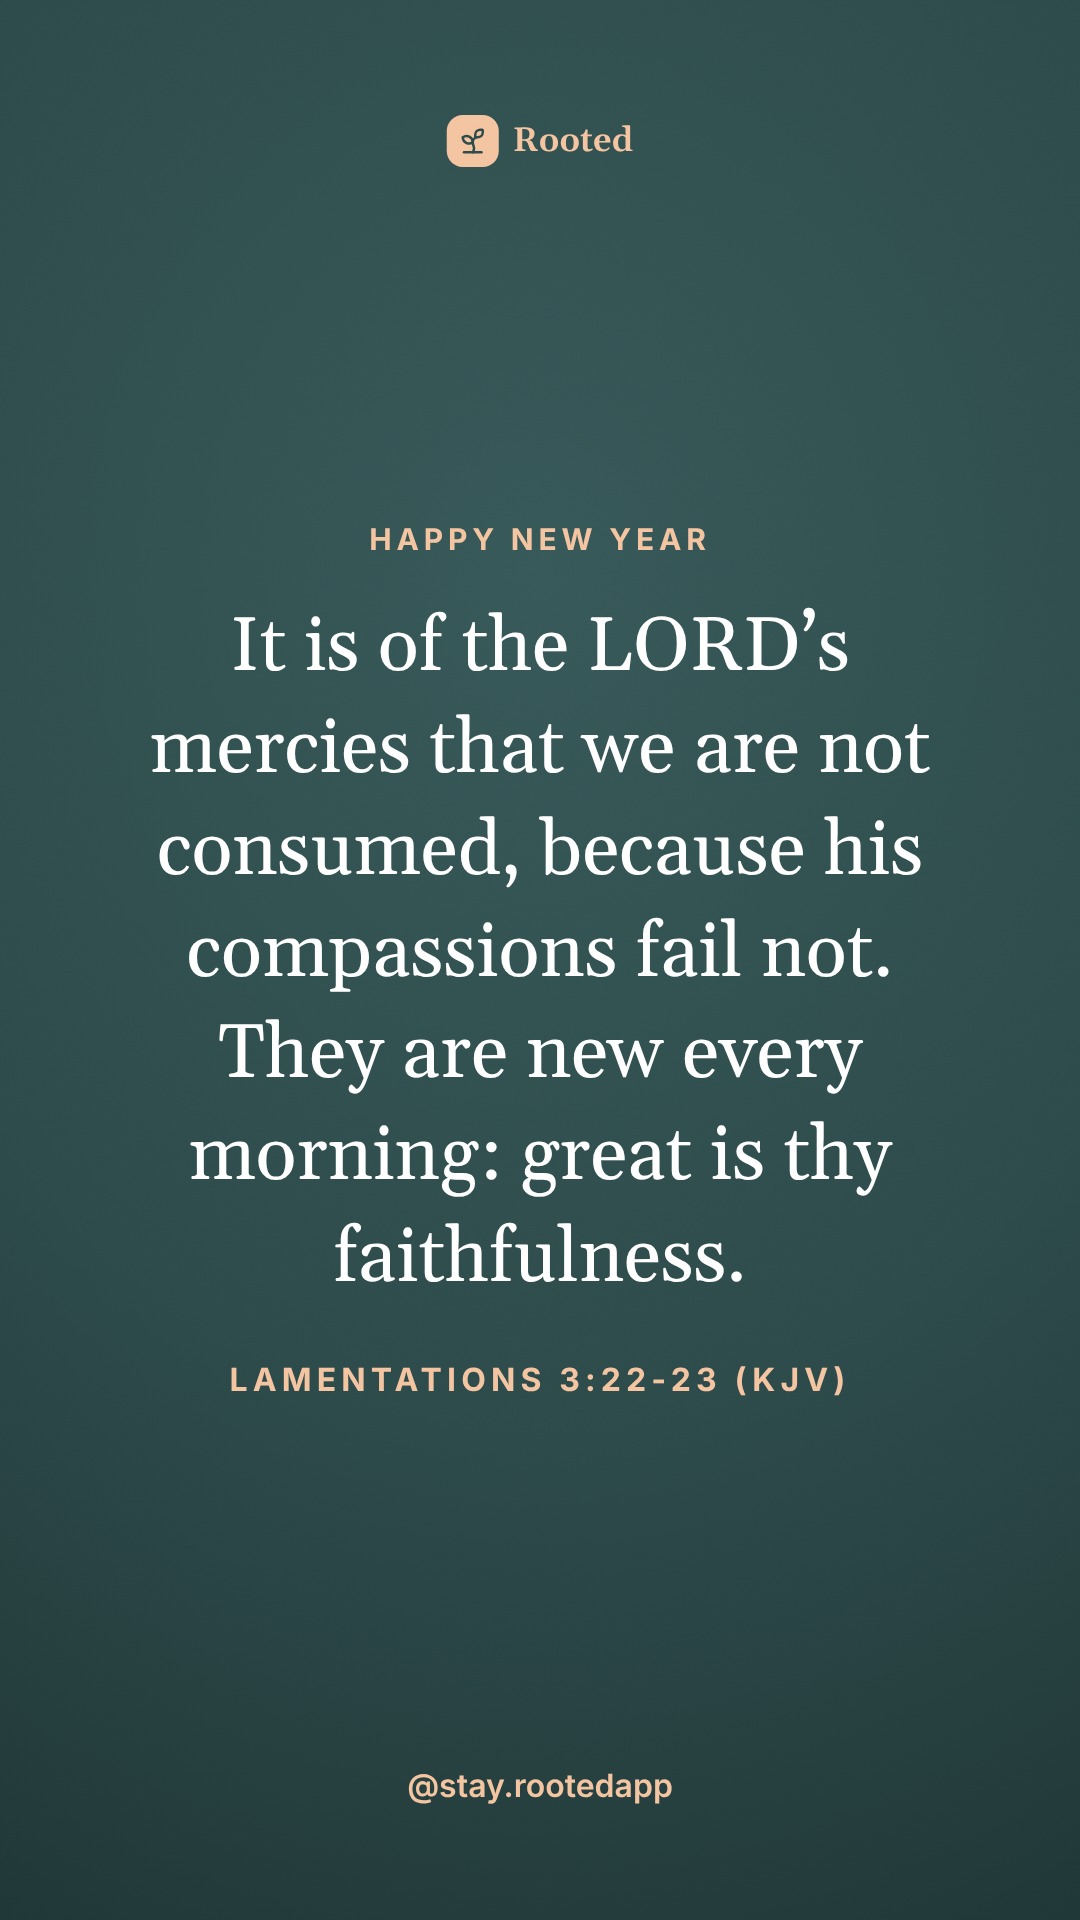 Rooted
HAPPY NEW YEAR
It is of the LORD’s
mercies that we are not
consumed, because his
compassions fail not.
They are new every
morning: great is thy
faithfulness.
LAMENTATIONS 3:22-23 (KJV)
@stay.rootedapp